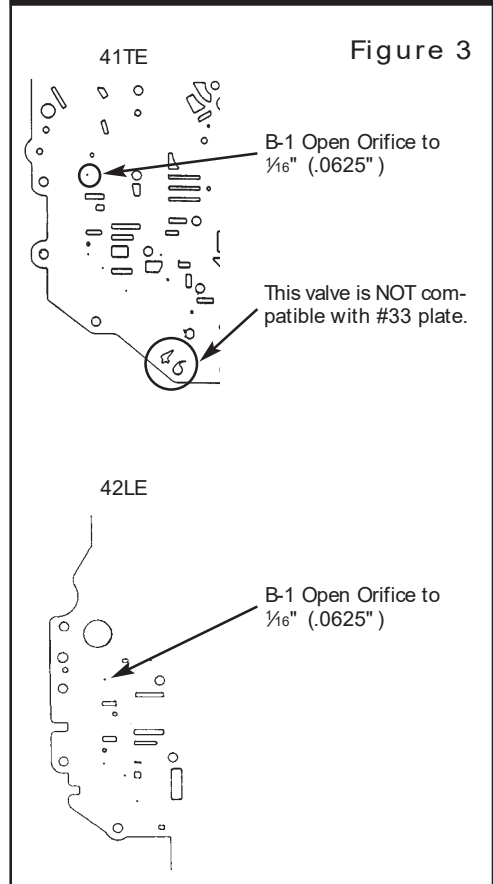 Figure 3
41TE
B-1 Open Orifice to
1⁄16" (.0625" )
This valve is NOT com-
patible with #33 plate.
46
42LE
B-1 Open Orifice to
1⁄16" (.0625" )